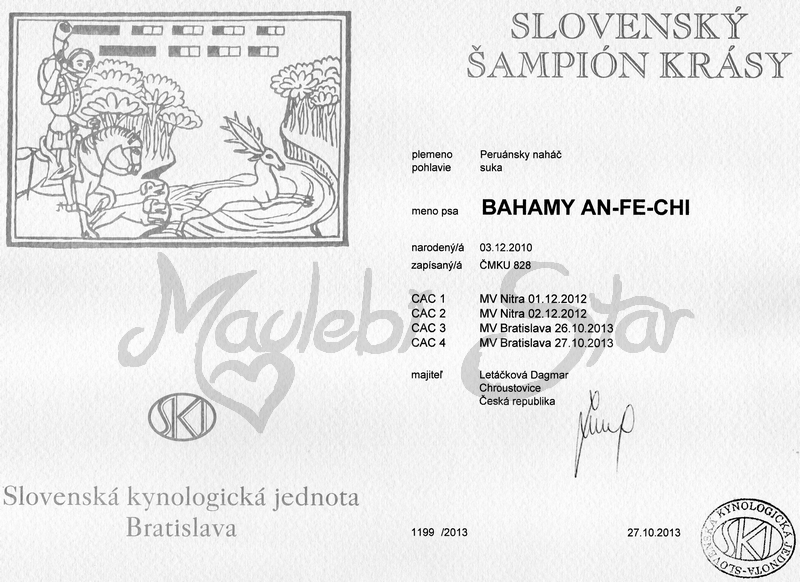 SLOVENSKÝ
ŠAMPIÓN KRÁSY
plemeno Peruánsky naháč
pohlavie suka
meno psa BAHAMY AN-FE-CHI
narodený/á 03.12.2010
zapísaný/á ČMKU 828
CAC 1 MV Nitra 01.12.2012
CAC 2 MV Nitra 02.12.2012
CAC 3 MV Bratislava 26.10.2013
CAC 4 MV Bratislava 27.10.2013
majiteľ Letáčková Dagmar
Chroustovice
Česká republika
Maylebi Star
SKJ
Slovenská kynologická jednota
Bratislava
1199 /2013 27.10.2013
SLOVENSKÁ KYNOLOGICKÁ JEDNOTA
SKJ